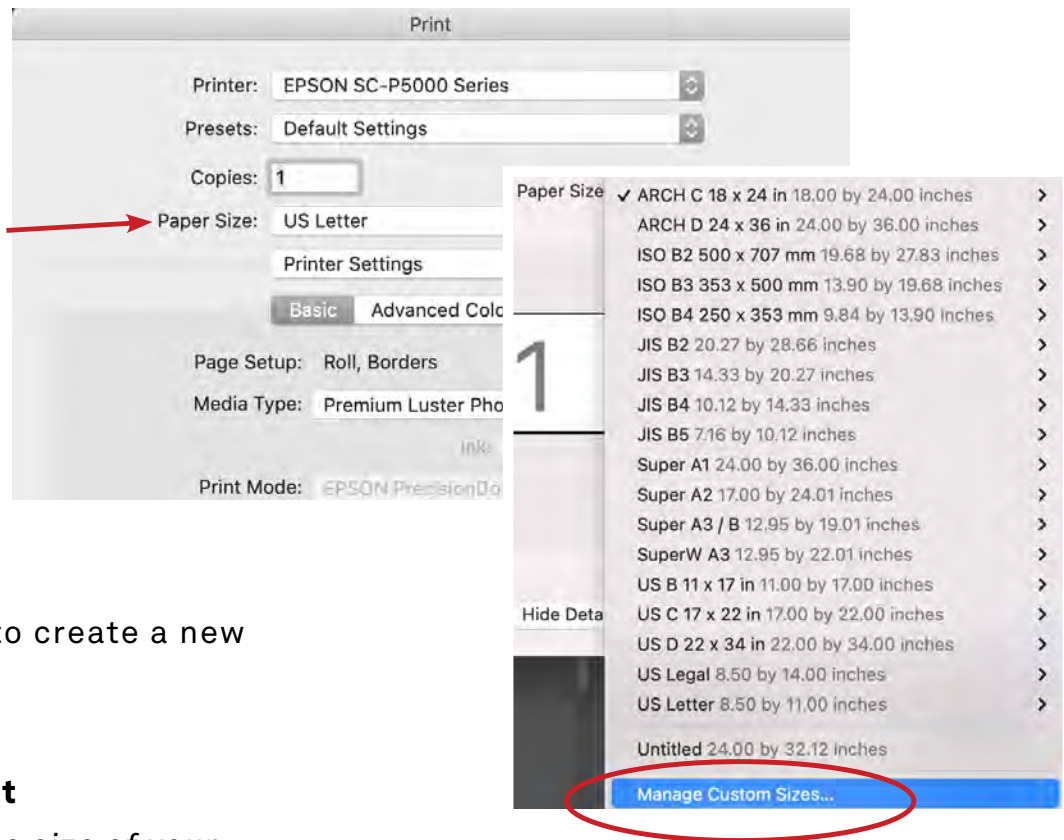 Print
Printer: EPSON SC-P5000 Series
Presets: Default Settings
Copies: 1
Paper Size: US Letter
Printer Settings
Basic Advanced Colo
Page Setup: Roll, Borders
Media Type: Premium Luster Pho
Ink:
Print Mode: EPSON PrecisionDo
Paper Size
✓ ARCH C 18 x 24 in 18.00 by 24.00 inches >
ARCH D 24 x 36 in 24.00 by 36.00 inches >
ISO B2 500 x 707 mm 19.68 by 27.83 inches >
ISO B3 353 x 500 mm 13.90 by 19.68 inches >
ISO B4 250 x 353 mm 9.84 by 13.90 inches >
JIS B2 20.27 by 28.66 inches >
JIS B3 14.33 by 20.27 inches >
JIS B4 10.12 by 14.33 inches >
JIS B5 7.16 by 10.12 inches >
Super A1 24.00 by 36.00 inches >
Super A2 17.00 by 24.01 inches >
Super A3 / B 12.95 by 19.01 inches >
SuperW A3 12.95 by 22.01 inches >
US B 11 x 17 in 11.00 by 17.00 inches >
US C 17 x 22 in 17.00 by 22.00 inches >
US D 22 x 34 in 22.00 by 34.00 inches >
US Legal 8.50 by 14.00 inches >
US Letter 8.50 by 11.00 inches >
Untitled 24.00 by 32.12 inches
Manage Custom Sizes...
1
Hide Deta
to create a new
t
size of your